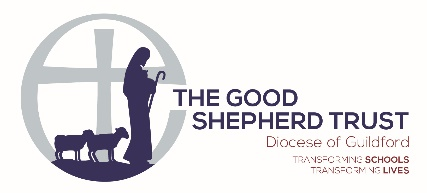 THE GOOD
SHEPHERD TRUST
Diocese of Guildford
TRANSFORMING SCHOOLS
TRANSFORMING LIVES